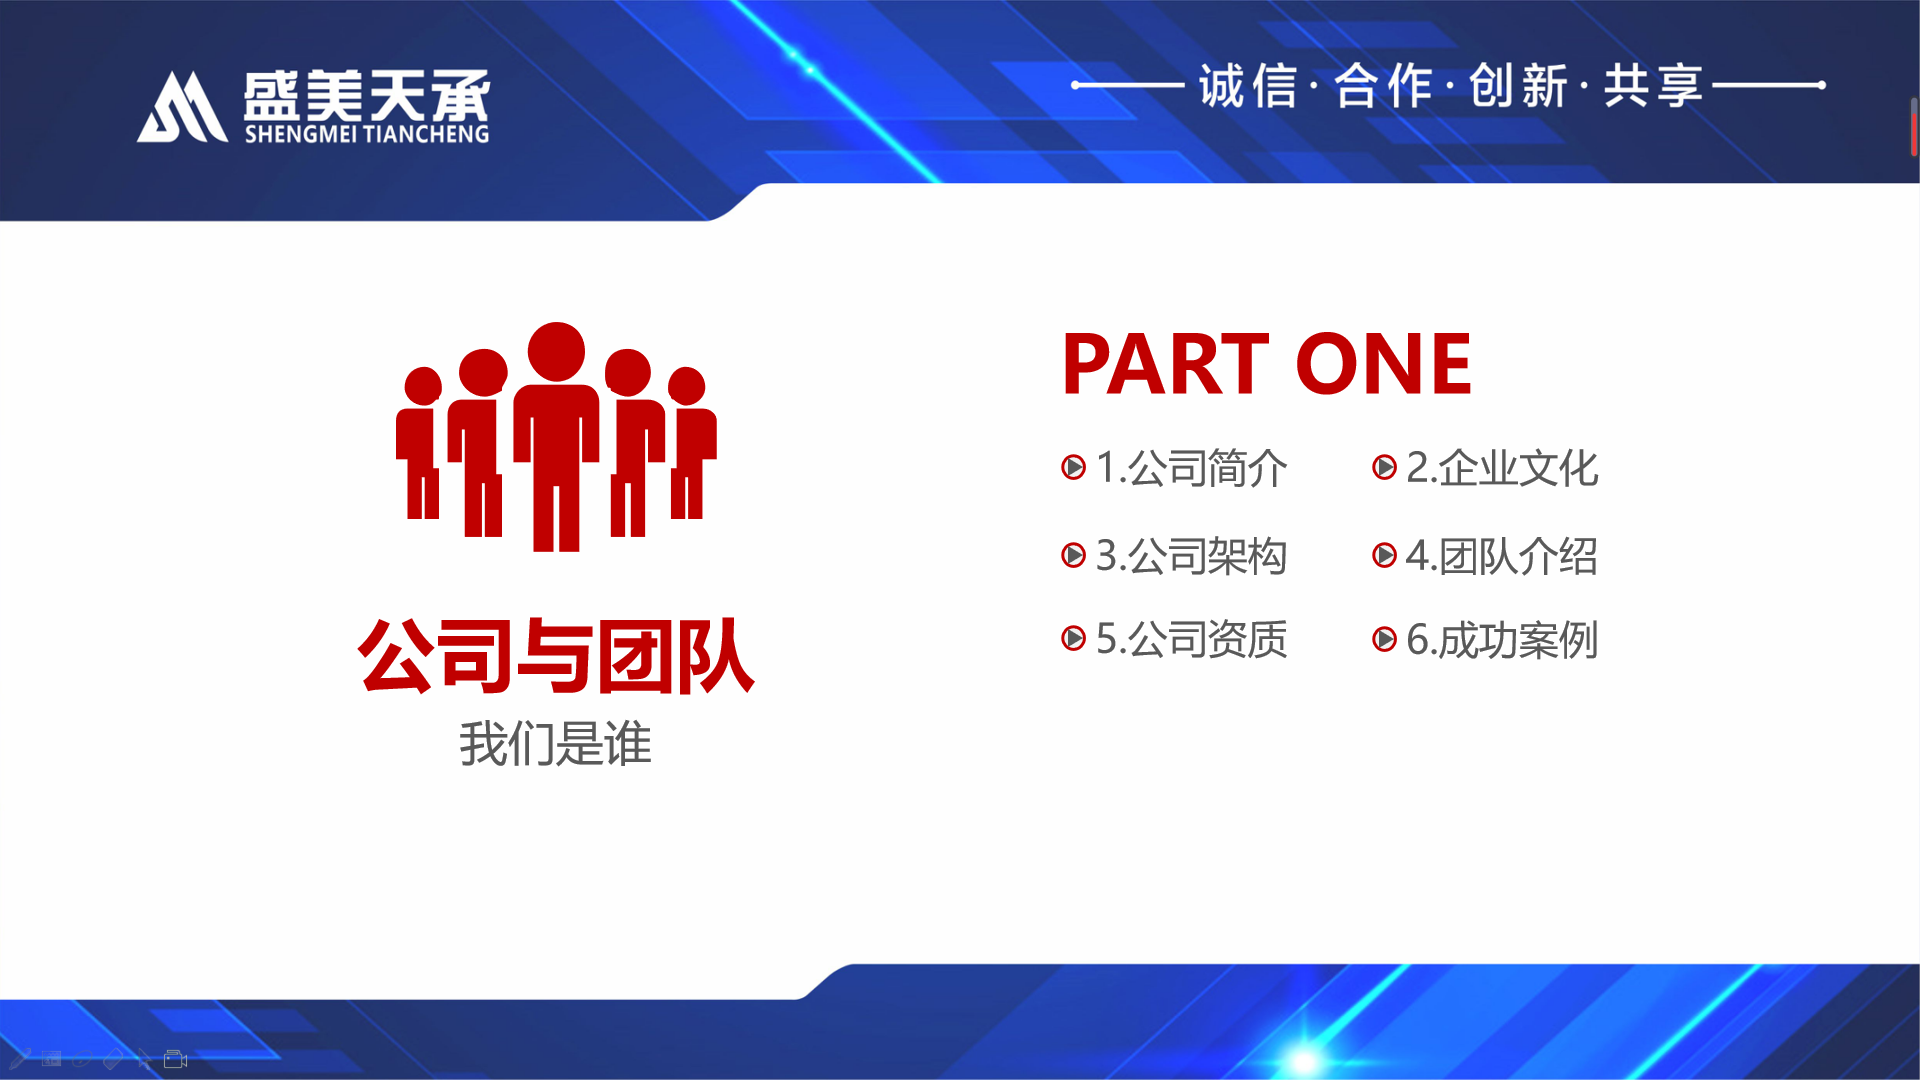 盛美天承
SHENGMEI TIANCHENG
诚信·合作·创新·共享
公司与团队
我们是谁
PART ONE
1.公司简介
2.企业文化
3.公司架构
4.团队介绍
5.公司资质
6.成功案例